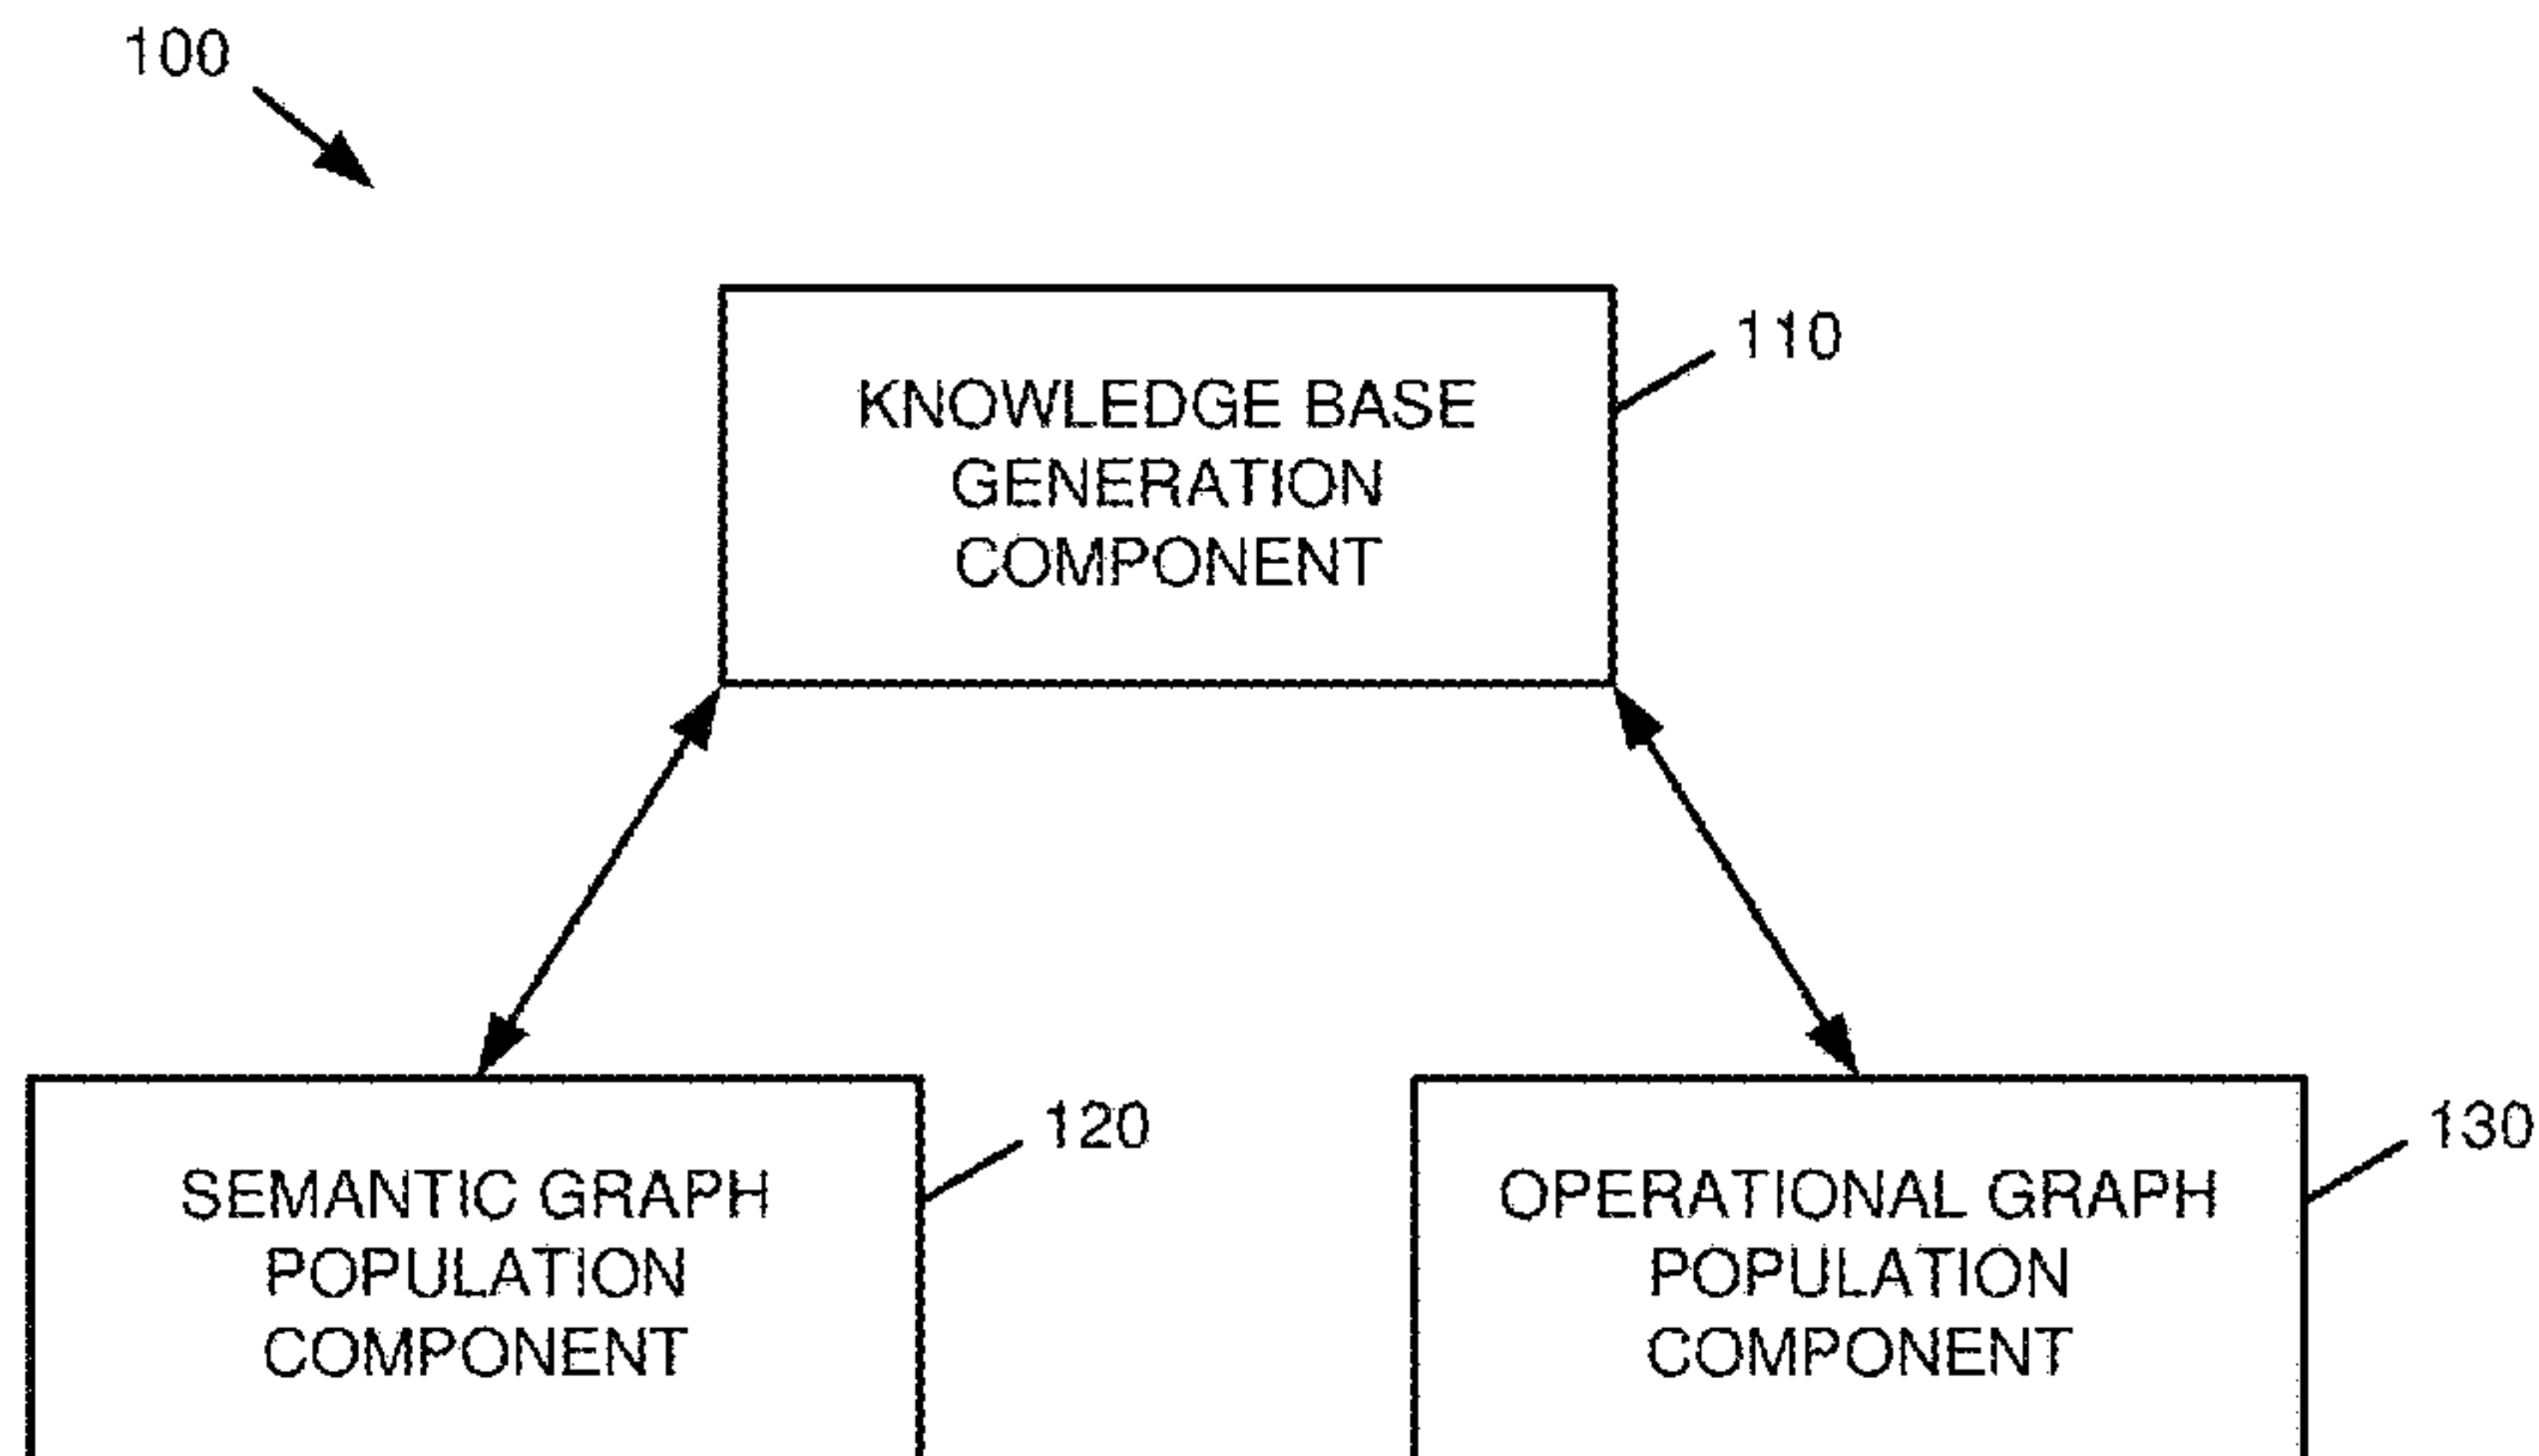 100
110
KNOWLEDGE BASE
GENERATION
COMPONENT
120
SEMANTIC GRAPH
POPULATION
COMPONENT
130
OPERATIONAL GRAPH
POPULATION
COMPONENT